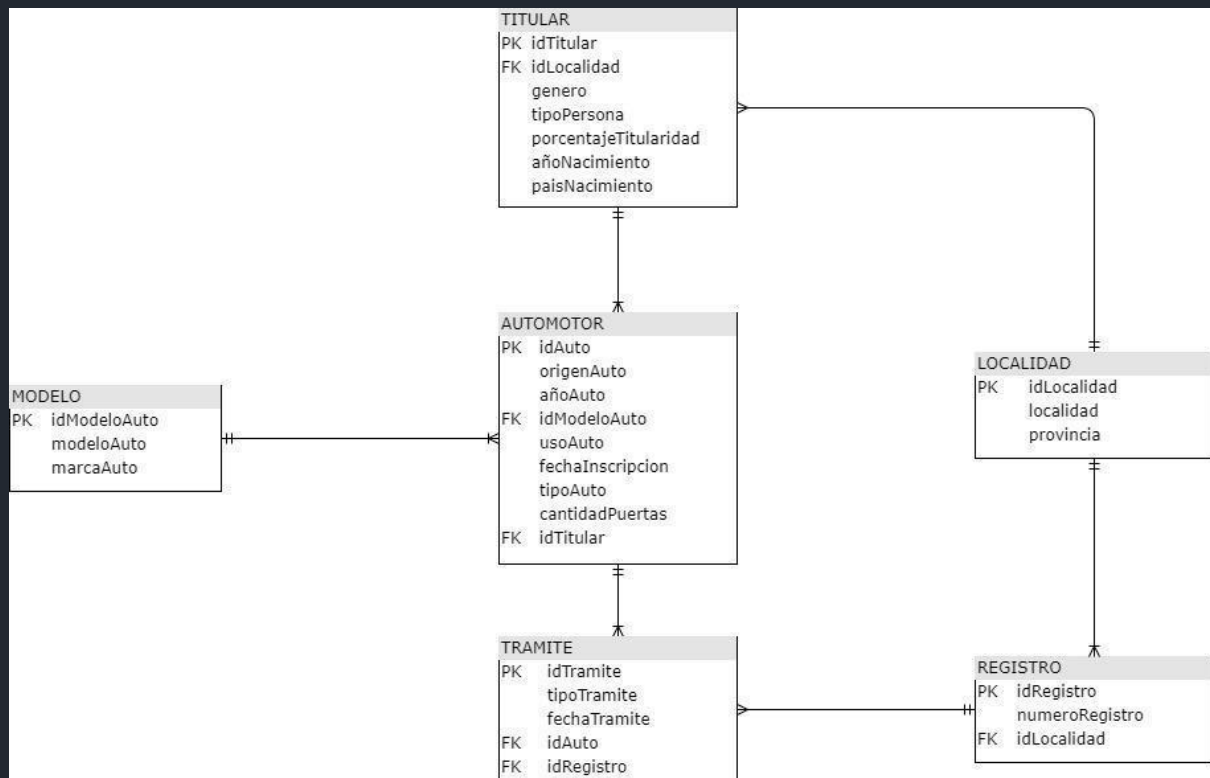 TITULAR
PK idTitular
FK idLocalidad
genero
tipoPersona
porcentajeTitularidad
añoNacimiento
paisNacimiento
AUTOMOTOR
PK idAuto
origenAuto
añoAuto
FK idModeloAuto
usoAuto
fechaInscripcion
tipoAuto
cantidadPuertas
FK idTitular
MODELO
PK idModeloAuto
modeloAuto
marcaAuto
LOCALIDAD
PK idLocalidad
localidad
provincia
TRAMITE
PK idTramite
tipoTramite
fechaTramite
FK idAuto
FK idRegistro
REGISTRO
PK idRegistro
numeroRegistro
FK idLocalidad